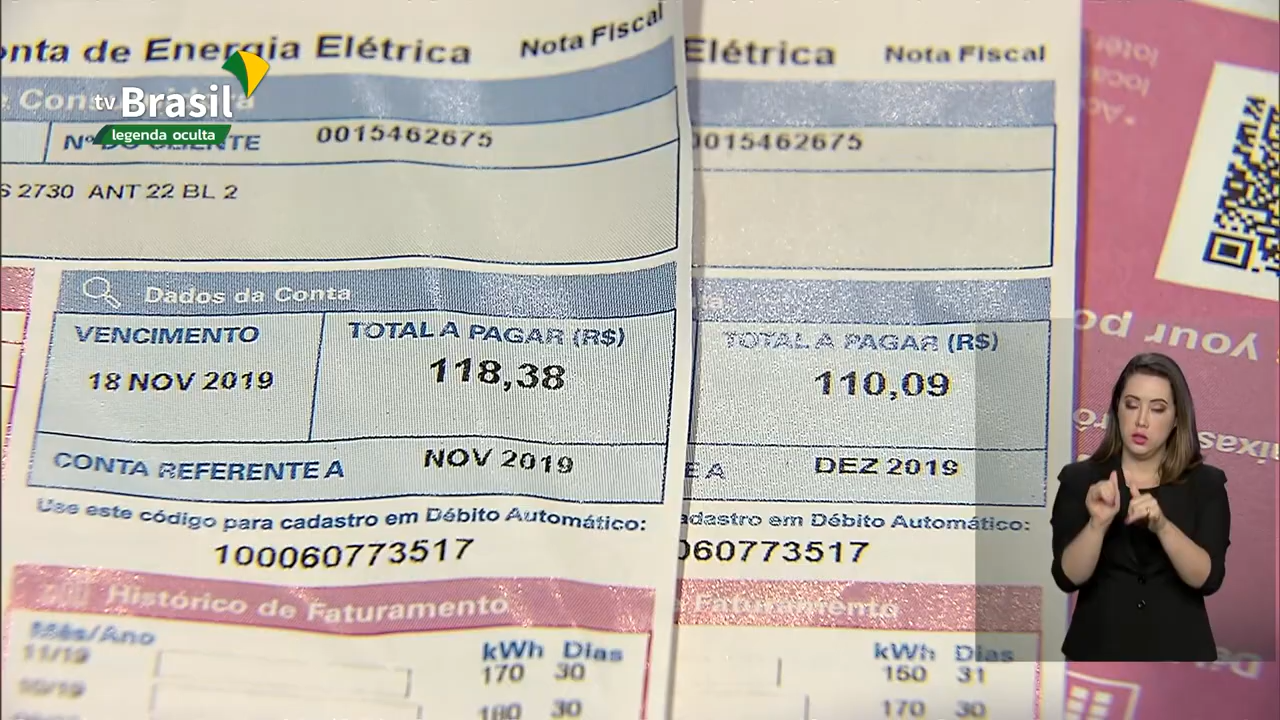 onta de Energia Elétrica
Nota Fiscal
tv Brasil
legenda oculta
Nº DO CLIENTE
0015462675
S 2730 ANT 22 BL 2
Dados da Conta
VENCIMENTO
TOTAL A PAGAR (R$)
18 NOV 2019
118,38
CONTA REFERENTE A
NOV 2019
Use este código para cadastro em Débito Automático:
100060773517
Histórico de Faturamento
Mês/Ano
kWh Dias
11/19
170 30
10/19
180 30
Elétrica
Nota Fiscal
0015462675
TOTAL A PAGAR (R$)
110,09
E A
DEZ 2019
adastro em Débito Automático:
060773517
Faturamento
kWh Dias
150 31
170 30
your po